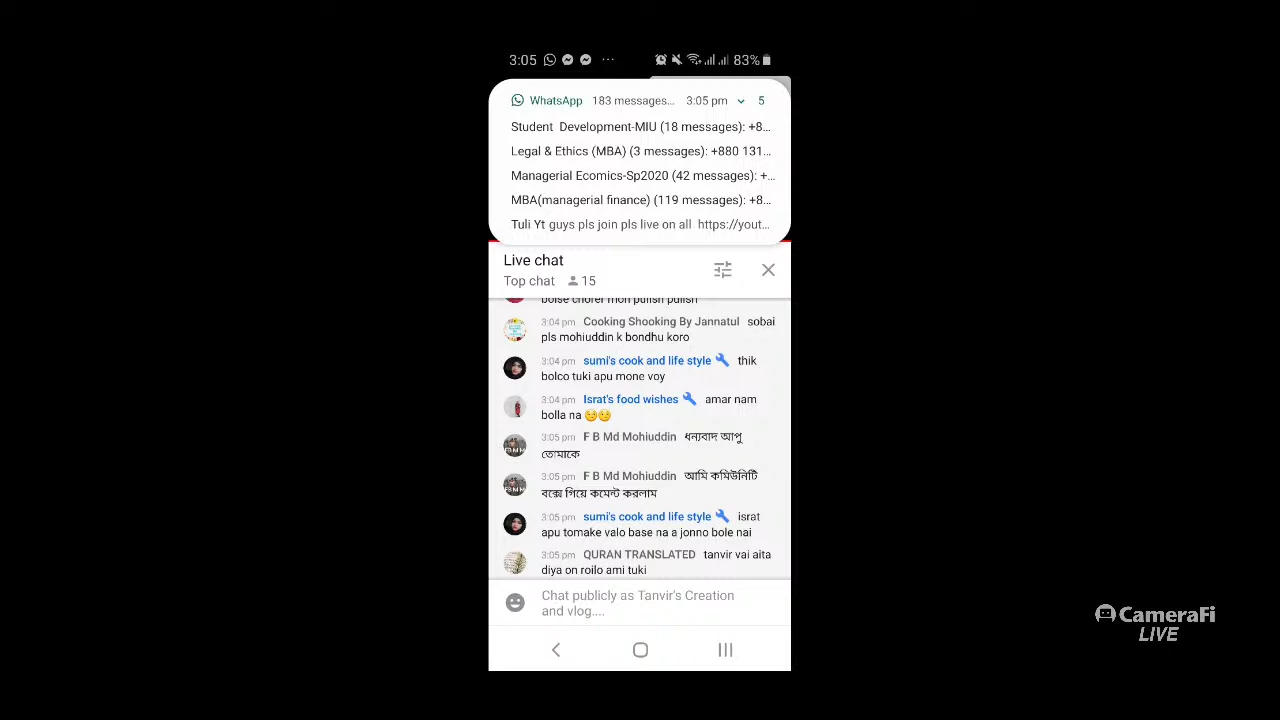 3:05 ... 83%
WhatsApp 183 messages... 3:05 pm 5
Student Development-MIU (18 messages): +8...
Legal & Ethics (MBA) (3 messages): +880 131...
Managerial Ecomics-Sp2020 (42 messages): +...
MBA(managerial finance) (119 messages): +8...
Tuli Yt guys pls join pls live on all https://yout...
Live chat
Top chat 15
bolse chorer mon pulish pulish
3:04 pm Cooking Shooking By Jannatul sobai
pls mohiuddin k bondhu koro
3:04 pm sumi's cook and life style thik
bolco tuki apu mone voy
3:04 pm Israt's food wishes amar nam
bolla na 😒😒
3:05 pm F B Md Mohiuddin ধন্যবাদ আপু
তোমাকে
3:05 pm F B Md Mohiuddin আমি কমিউনিটি
বক্সে গিয়ে কমেন্ট করলাম
3:05 pm sumi's cook and life style israt
apu tomake valo base na a jonno bole nai
3:05 pm QURAN TRANSLATED tanvir vai aita
diya on roilo ami tuki
Chat publicly as Tanvir's Creation
and vlog....
CameraFi
LIVE